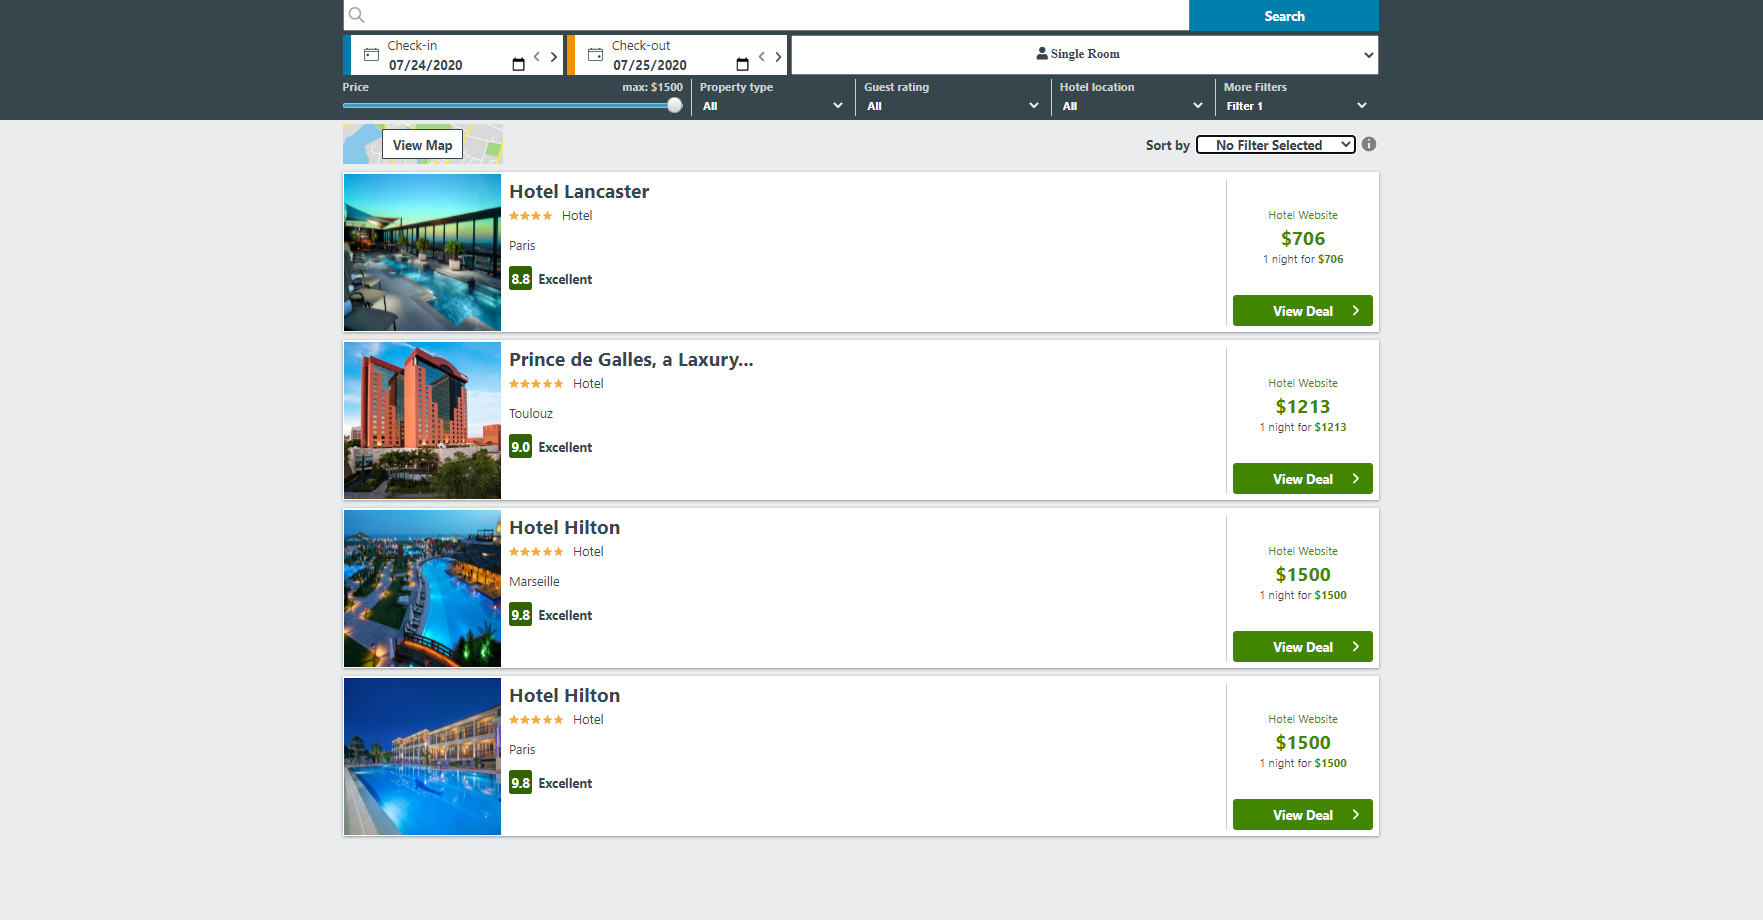 Search
Check-in
07/24/2020
Check-out
07/25/2020
Single Room
Price
max: $1500
Property type
All
Guest rating
All
Hotel location
All
More Filters
Filter 1
View Map
Sort by
No Filter Selected
Hotel Lancaster
Hotel
Paris
8.8 Excellent
Hotel Website
$706
1 night for $706
View Deal
Prince de Galles, a Laxury...
Hotel
Toulouz
9.0 Excellent
Hotel Website
$1213
1 night for $1213
View Deal
Hotel Hilton
Hotel
Marseille
9.8 Excellent
Hotel Website
$1500
1 night for $1500
View Deal
Hotel Hilton
Hotel
Paris
9.8 Excellent
Hotel Website
$1500
1 night for $1500
View Deal